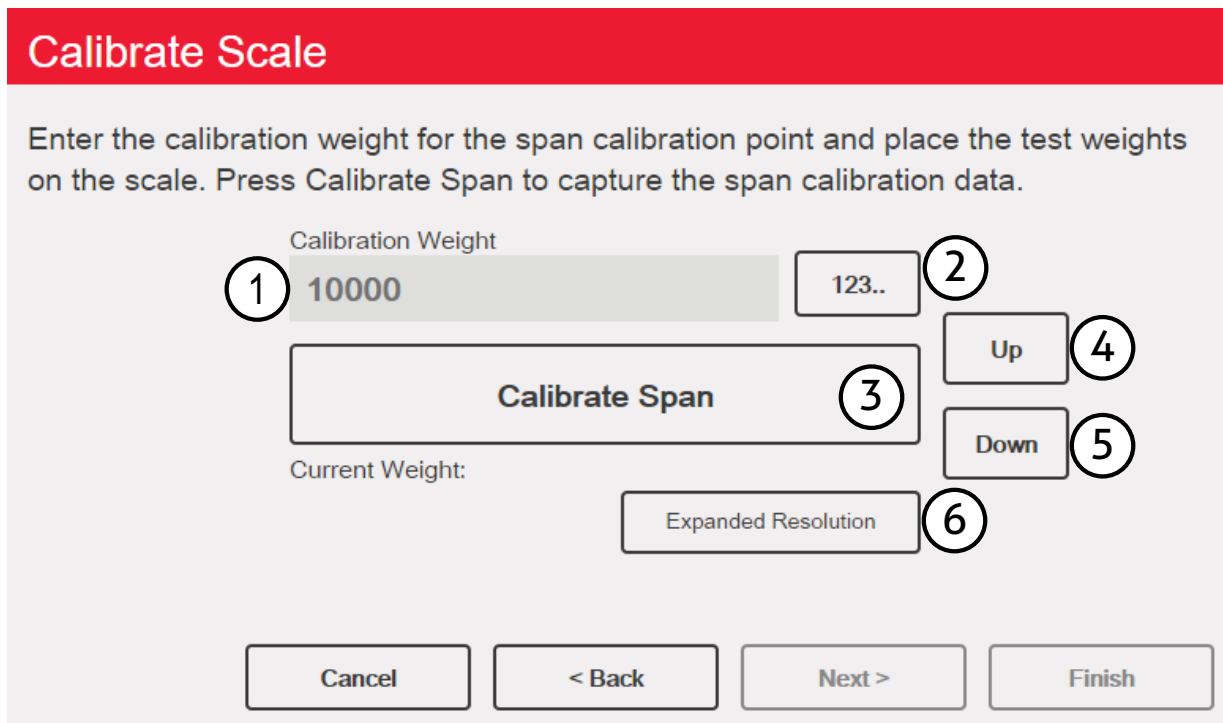 Calibrate Scale
Enter the calibration weight for the span calibration point and place the test weights
on the scale. Press Calibrate Span to capture the span calibration data.
Calibration Weight
1 10000 123.. 2
Up 4
Calibrate Span 3
Down 5
Current Weight:
Expanded Resolution 6
Cancel < Back Next > Finish